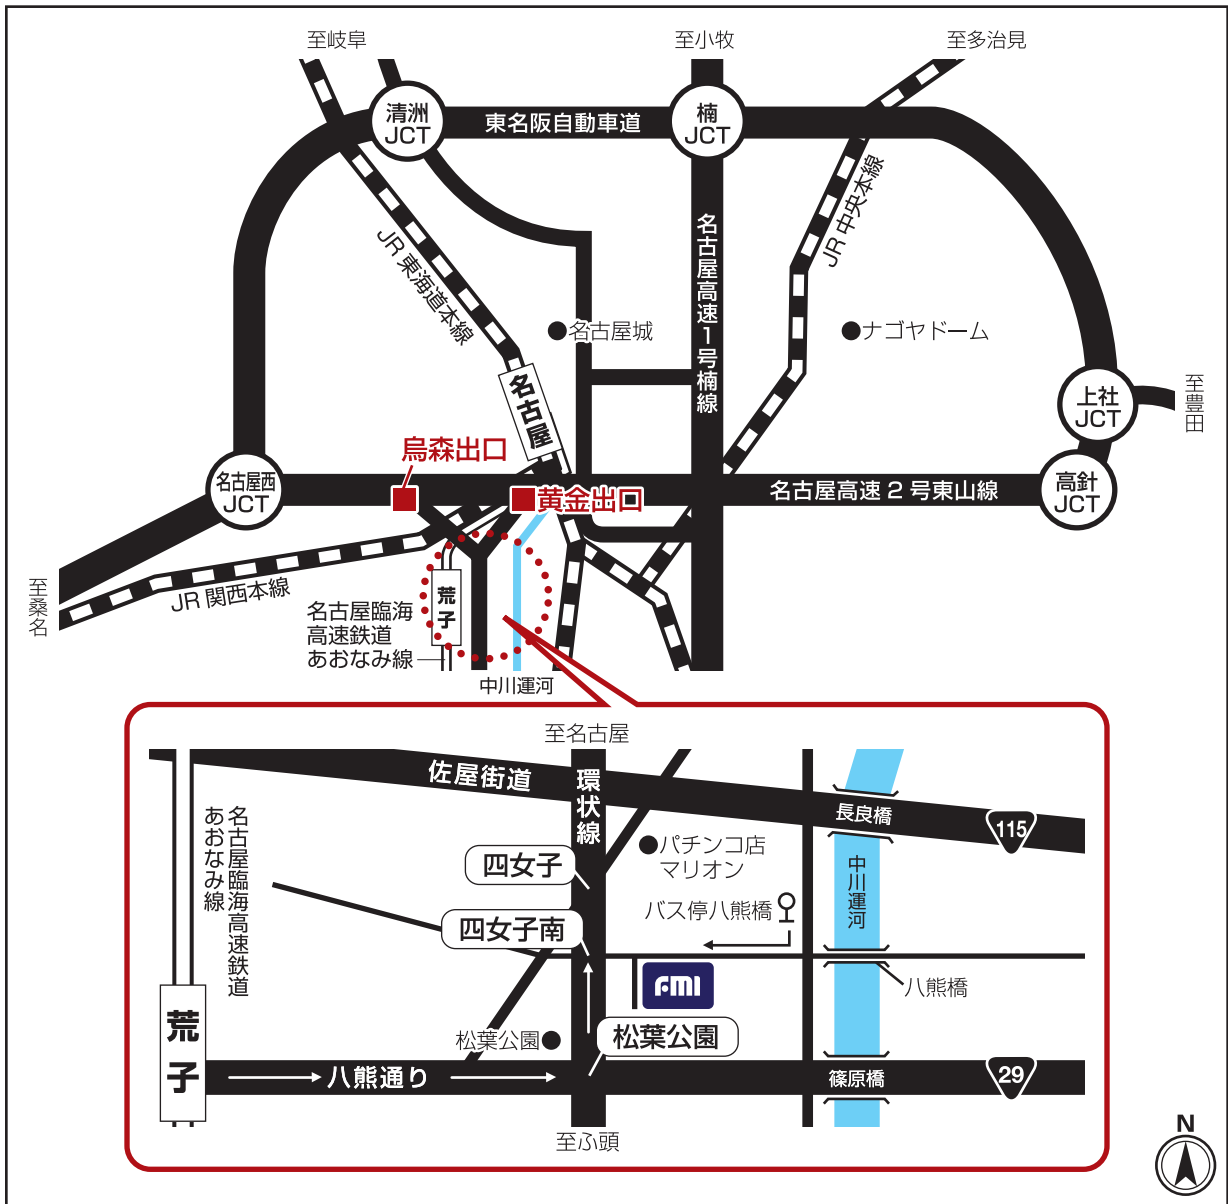 至岐阜
至小牧
至多治見
清洲
JCT
東名阪自動車道
楠
JCT
JR東海道本線
名古屋高速1号楠線
JR中央本線
名古屋城
ナゴヤドーム
名古屋
上社
JCT
至豊田
烏森出口
名古屋西
JCT
黄金出口
名古屋高速2号東山線
高針
JCT
至桑名
JR関西本線
荒子
名古屋臨海
高速鉄道
あおなみ線
中川運河
至名古屋
佐屋街道
環状線
長良橋
115
名古屋臨海高速鉄道
あおなみ線
パチンコ店
マリオン
四女子
中川運河
バス停八熊橋
四女子南
FMI
八熊橋
荒子
松葉公園
松葉公園
八熊通り
篠原橋
29
至ふ頭
N